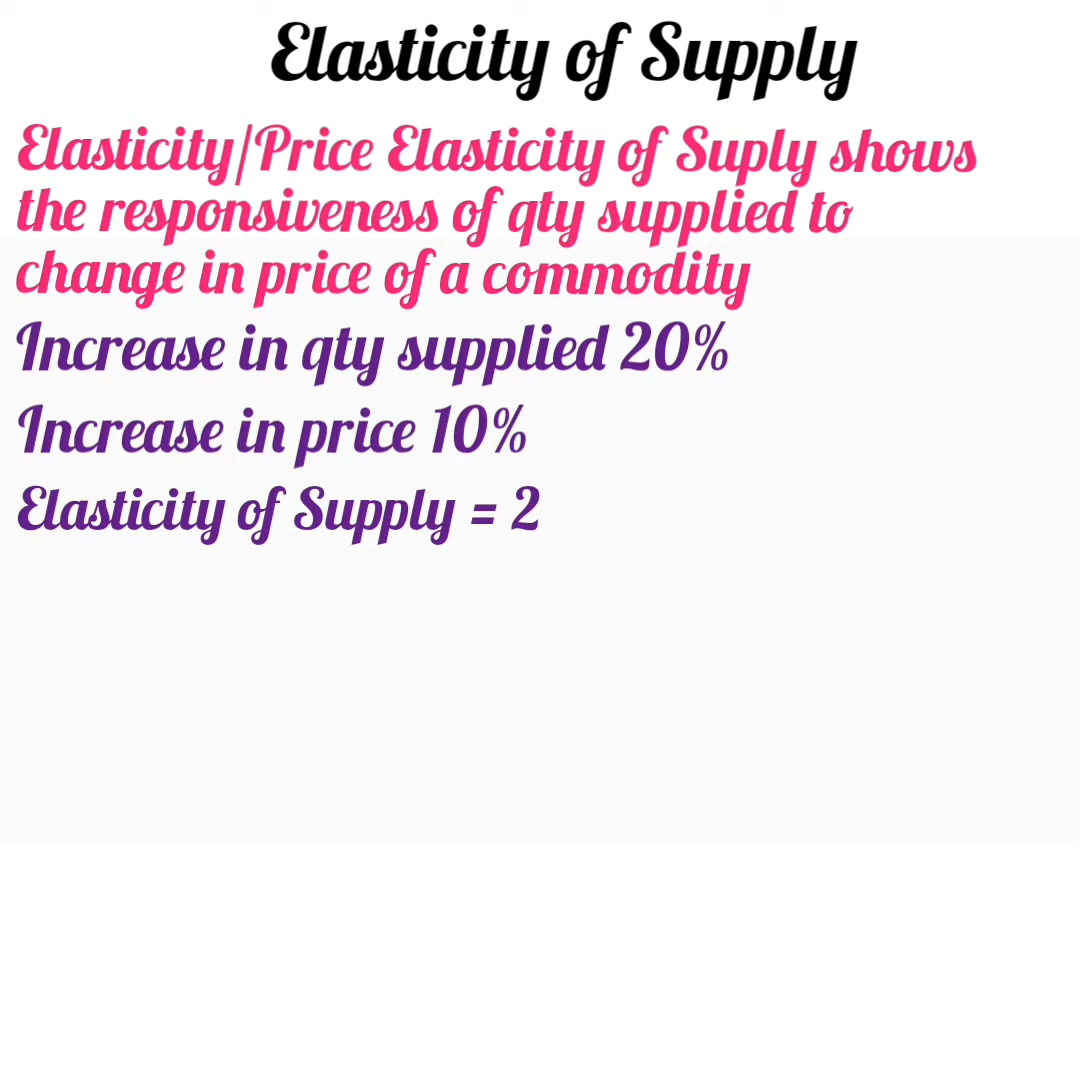 Elasticity of Supply
Elasticity/Price Elasticity of Suply shows
the responsiveness of qty supplied to
change in price of a commodity
Increase in qty supplied 20%
Increase in price 10%
Elasticity of Supply = 2